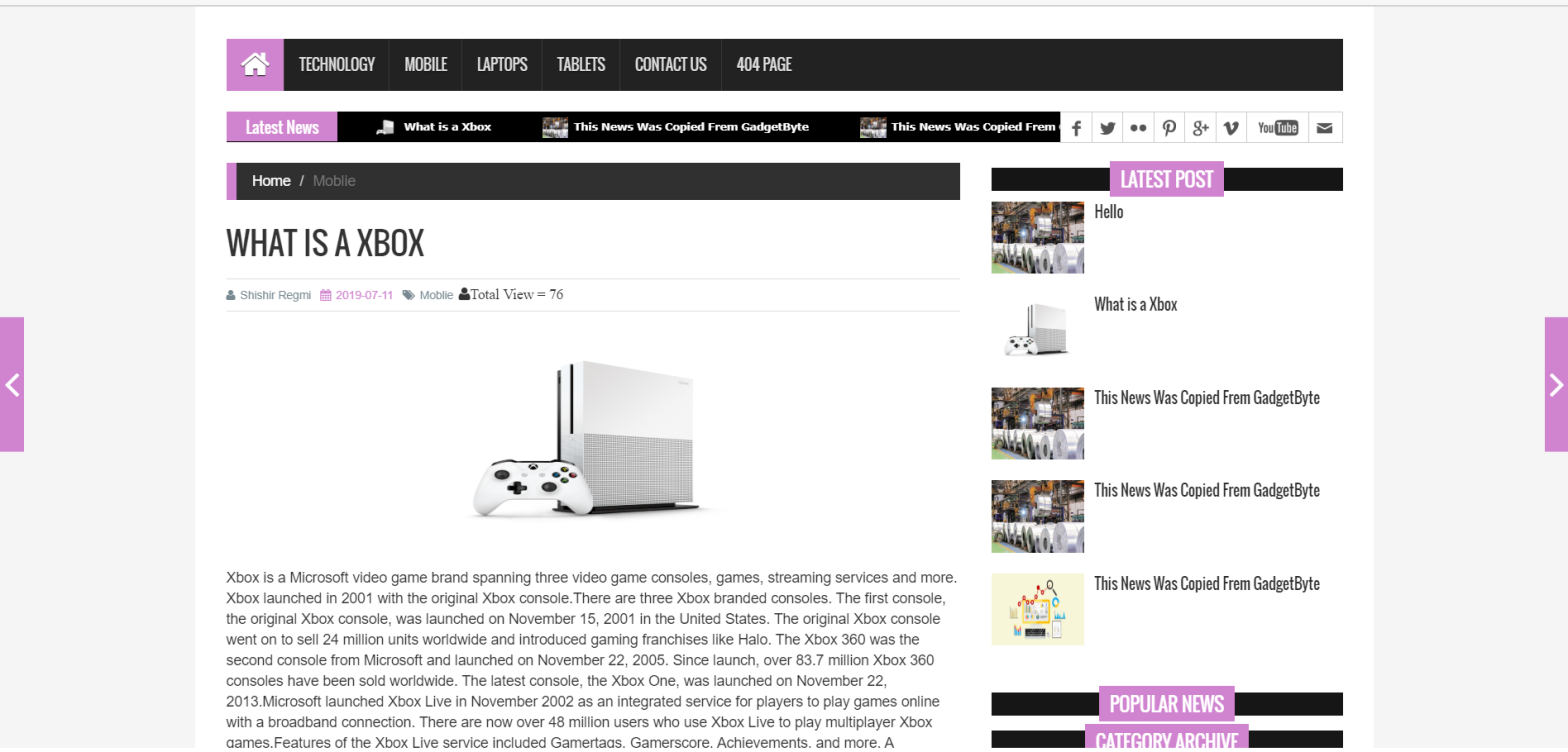 TECHNOLOGY MOBILE LAPTOPS TABLETS CONTACT US 404 PAGE
Latest News What is a Xbox This News Was Copied Frem GadgetByte This News Was Copied Frem
You Tube
Home / Moblie
WHAT IS A XBOX
Shishir Regmi 2019-07-11 Moblie Total View = 76
Xbox is a Microsoft video game brand spanning three video game consoles, games, streaming services and more.
Xbox launched in 2001 with the original Xbox console.There are three Xbox branded consoles. The first console,
the original Xbox console, was launched on November 15, 2001 in the United States. The original Xbox console
went on to sell 24 million units worldwide and introduced gaming franchises like Halo. The Xbox 360 was the
second console from Microsoft and launched on November 22, 2005. Since launch, over 83.7 million Xbox 360
consoles have been sold worldwide. The latest console, the Xbox One, was launched on November 22,
2013.Microsoft launched Xbox Live in November 2002 as an integrated service for players to play games online
with a broadband connection. There are now over 48 million users who use Xbox Live to play multiplayer Xbox
games.Features of the Xbox Live service included Gamertags, Gamerscore, Achievements, and more. A
LATEST POST
Hello
What is a Xbox
This News Was Copied Frem GadgetByte
This News Was Copied Frem GadgetByte
This News Was Copied Frem GadgetByte
POPULAR NEWS
CATEGORY ARCHIVE